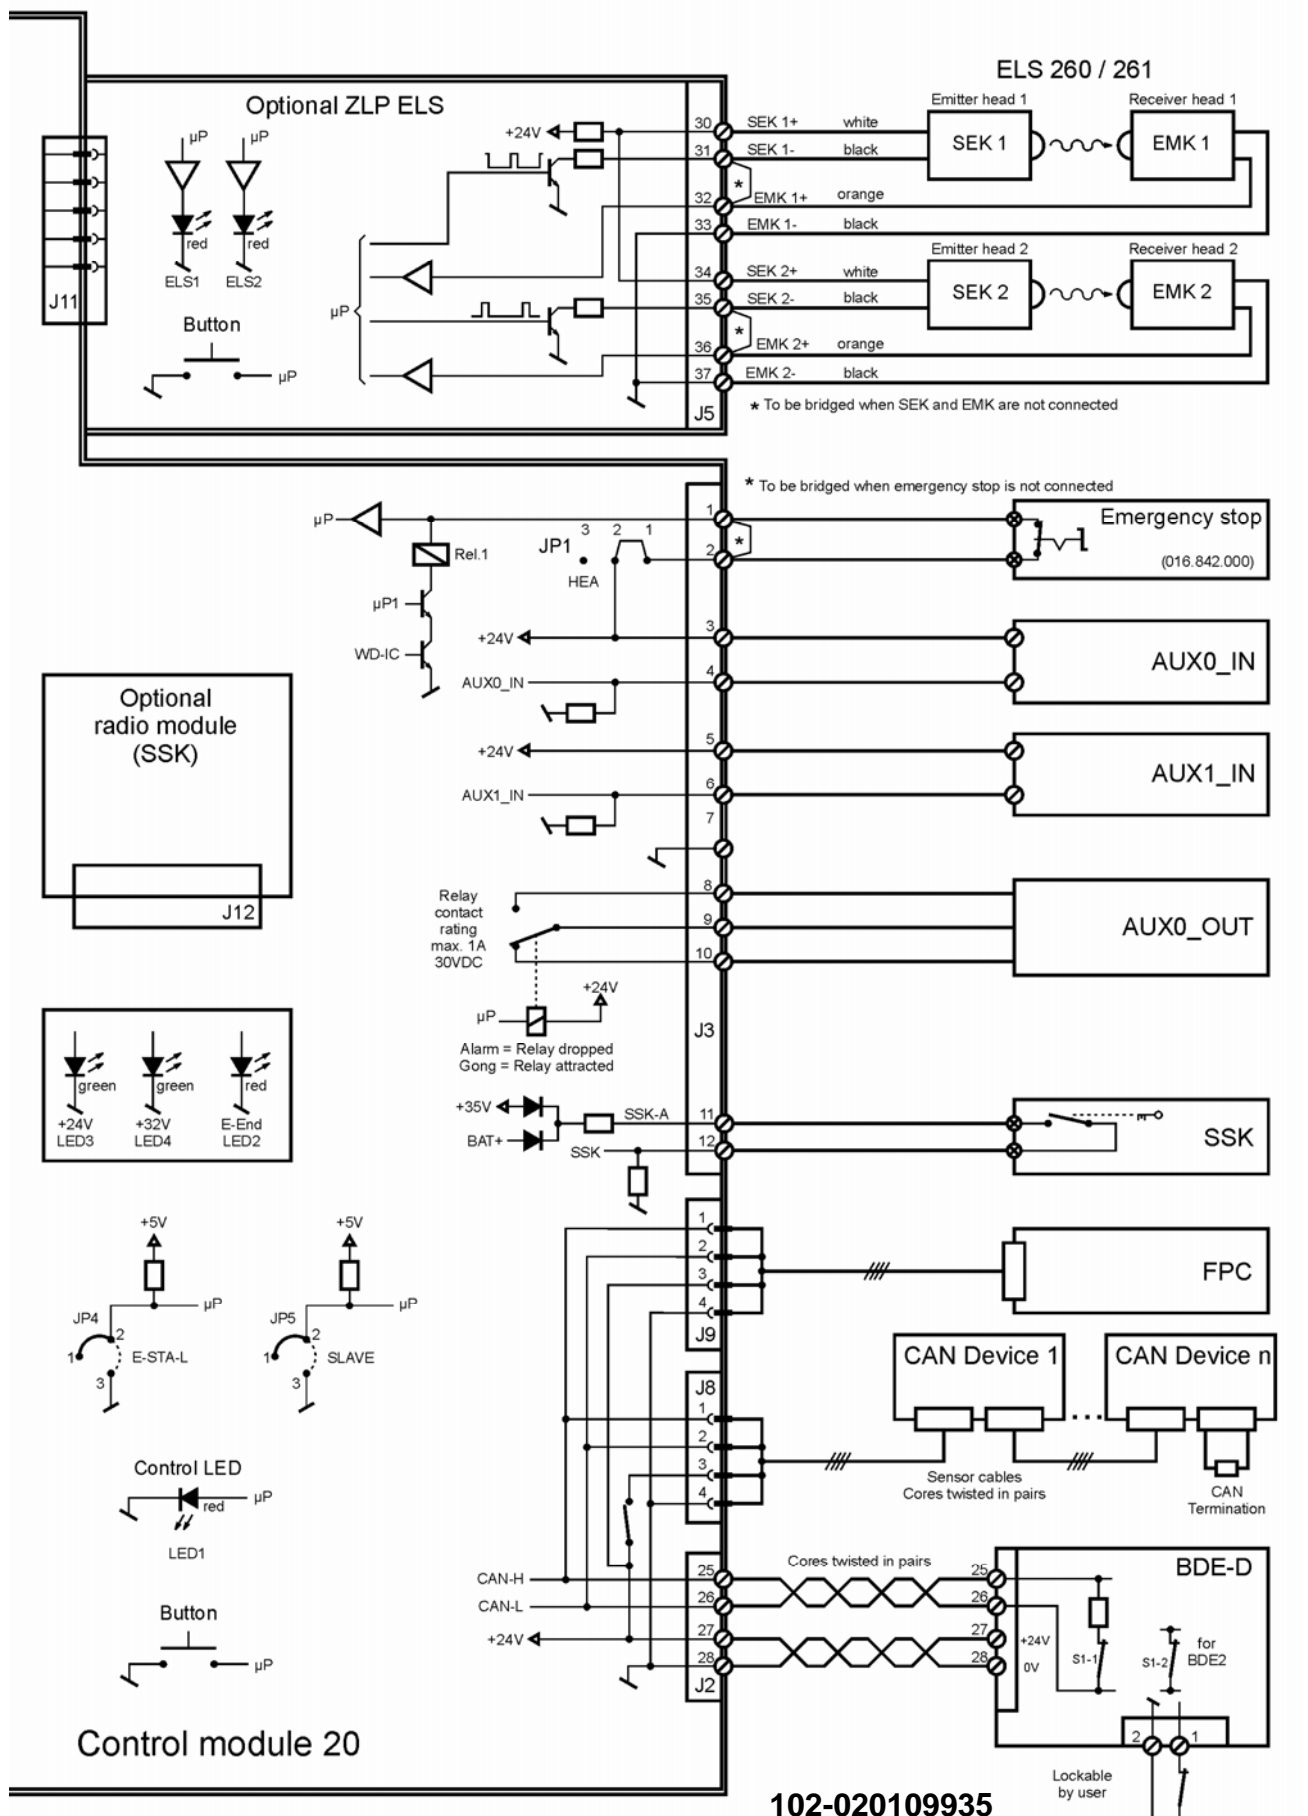 ELS 260 / 261
Optional ZLP ELS
Emitter head 1
Receiver head 1
µP
µP
+24V
30
SEK 1+
white
SEK 1
EMK 1
31
SEK 1-
black
*
32
EMK 1+
orange
33
EMK 1-
black
red
red
ELS1
ELS2
J11
Emitter head 2
Receiver head 2
34
SEK 2+
white
SEK 2
EMK 2
35
SEK 2-
black
µP
*
Button
36
EMK 2+
orange
37
EMK 2-
black
µP
J5
* To be bridged when SEK and EMK are not connected
* To be bridged when emergency stop is not connected
µP
1
Emergency stop
(016.842.000)
Rel.1
JP1
3
2
1
HEA
2
*
µP1
WD-IC
+24V
3
AUX0_IN
4
AUX0_IN
Optional
radio module
(SSK)
+24V
5
AUX1_IN
AUX1_IN
6
7
J12
Relay
contact
rating
max. 1A
30VDC
8
9
10
AUX0_OUT
+24V
µP
J3
Alarm = Relay dropped
Gong = Relay attracted
green
green
red
+24V
LED3
+32V
LED4
E-End
LED2
+35V
BAT+
SSK-A
11
SSK
12
SSK
+5V
+5V
1
2
3
4
J9
FPC
µP
µP
JP4
2
1
3
E-STA-L
JP5
2
1
3
SLAVE
CAN Device 1
CAN Device n
J8
1
2
3
4
Sensor cables
Cores twisted in pairs
CAN
Termination
Control LED
µP
red
LED1
CAN-H
25
Cores twisted in pairs
25
BDE-D
CAN-L
26
26
+24V
27
27
+24V
28
28
0V
J2
S1-1
S1-2
for
BDE2
Button
µP
2
1
Control module 20
Lockable
by user
102-020109935